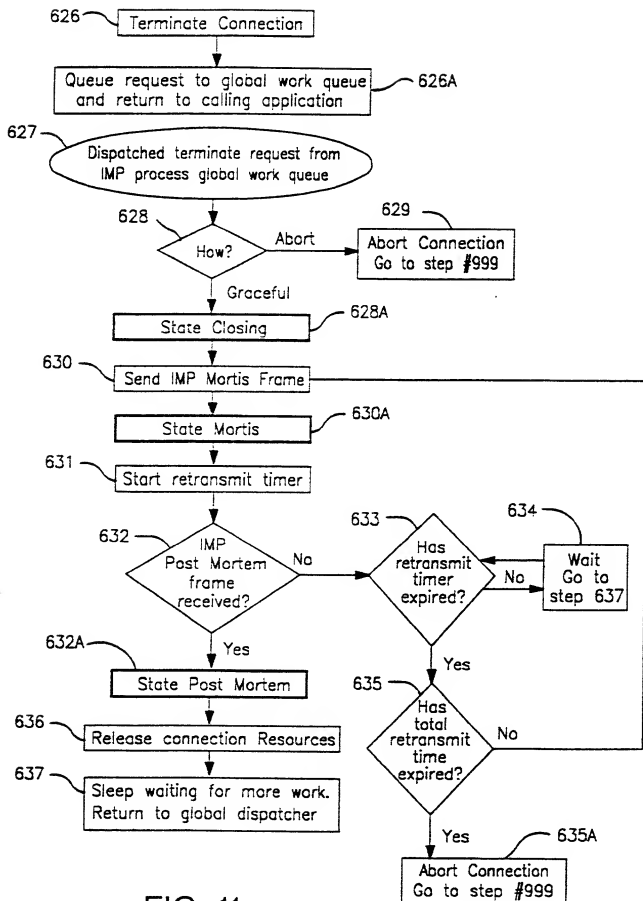 626
Terminate Connection
Queue request to global work queue
and return to calling application
626A
627
Dispatched terminate request from
IMP process global work queue
628
How?
Abort
629
Abort Connection
Go to step #999
Graceful
State Closing
628A
630
Send IMP Mortis Frame
State Mortis
630A
631
Start retransmit timer
632
IMP
Post Mortem
frame
received?
No
633
Has
retransmit
timer
expired?
No
634
Wait
Go to
step 637
Yes
632A
State Post Mortem
Yes
635
Has
total
retransmit
time
expired?
No
636
Release connection Resources
637
Sleep waiting for more work.
Return to global dispatcher
Yes
635A
Abort Connection
Go to step #999